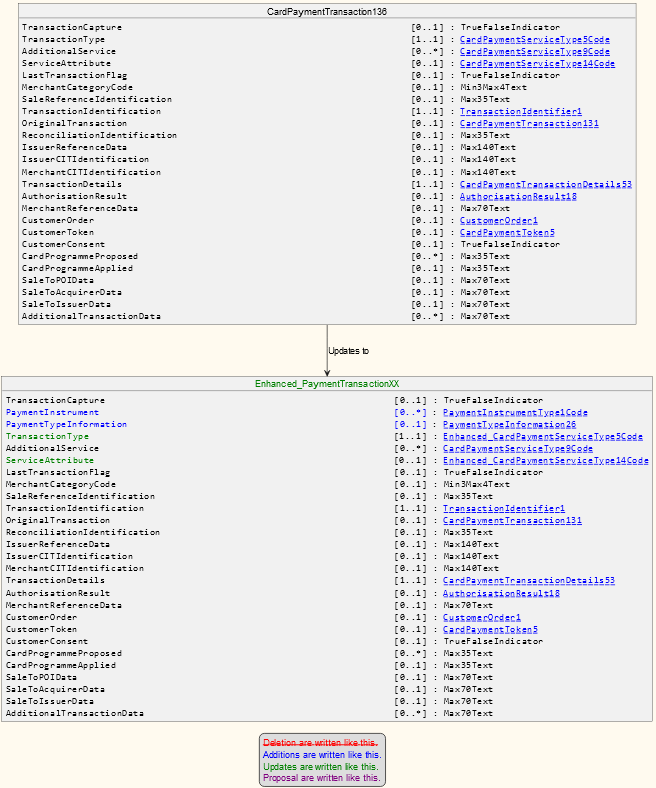 CardPaymentTransaction136
TransactionCapture [0..1] : TrueFalseIndicator
TransactionType [1..1] : CardPaymentServiceType5Code
AdditionalService [0..*] : CardPaymentServiceType9Code
ServiceAttribute [0..1] : CardPaymentServiceType14Code
LastTransactionFlag [0..1] : TrueFalseIndicator
MerchantCategoryCode [0..1] : Min3Max4Text
SaleReferenceIdentification [0..1] : Max35Text
TransactionIdentification [1..1] : TransactionIdentifier1
OriginalTransaction [0..1] : CardPaymentTransaction131
ReconciliationIdentification [0..1] : Max35Text
IssuerReferenceData [0..1] : Max140Text
IssuerCITIdentification [0..1] : Max140Text
MerchantCITIdentification [0..1] : Max140Text
TransactionDetails [1..1] : CardPaymentTransactionDetails53
AuthorisationResult [0..1] : AuthorisationResult18
MerchantReferenceData [0..1] : Max70Text
CustomerOrder [0..1] : CustomerOrder1
CustomerToken [0..1] : CardPaymentToken5
CustomerConsent [0..1] : TrueFalseIndicator
CardProgrammeProposed [0..*] : Max35Text
CardProgrammeApplied [0..1] : Max35Text
SaleToPOIData [0..1] : Max70Text
SaleToAcquirerData [0..1] : Max70Text
SaleToIssuerData [0..1] : Max70Text
AdditionalTransactionData [0..*] : Max70Text
Updates to
Enhanced_PaymentTransactionXX
TransactionCapture [0..1] : TrueFalseIndicator
PaymentInstrument [0..*] : PaymentInstrumentType1Code
PaymentTypeInformation [0..1] : PaymentTypeInformation26
TransactionType [1..1] : Enhanced_CardPaymentServiceType5Code
AdditionalService [0..*] : CardPaymentServiceType9Code
ServiceAttribute [0..1] : Enhanced_CardPaymentServiceType14Code
LastTransactionFlag [0..1] : TrueFalseIndicator
MerchantCategoryCode [0..1] : Min3Max4Text
SaleReferenceIdentification [0..1] : Max35Text
TransactionIdentification [1..1] : TransactionIdentifier1
OriginalTransaction [0..1] : CardPaymentTransaction131
ReconciliationIdentification [0..1] : Max35Text
IssuerReferenceData [0..1] : Max140Text
IssuerCITIdentification [0..1] : Max140Text
MerchantCITIdentification [0..1] : Max140Text
TransactionDetails [1..1] : CardPaymentTransactionDetails53
AuthorisationResult [0..1] : AuthorisationResult18
MerchantReferenceData [0..1] : Max70Text
CustomerOrder [0..1] : CustomerOrder1
CustomerToken [0..1] : CardPaymentToken5
CustomerConsent [0..1] : TrueFalseIndicator
CardProgrammeProposed [0..*] : Max35Text
CardProgrammeApplied [0..1] : Max35Text
SaleToPOIData [0..1] : Max70Text
SaleToAcquirerData [0..1] : Max70Text
SaleToIssuerData [0..1] : Max70Text
AdditionalTransactionData [0..*] : Max70Text
Deletion are written like this.
Additions are written like this.
Updates are written like this.
Proposal are written like this.